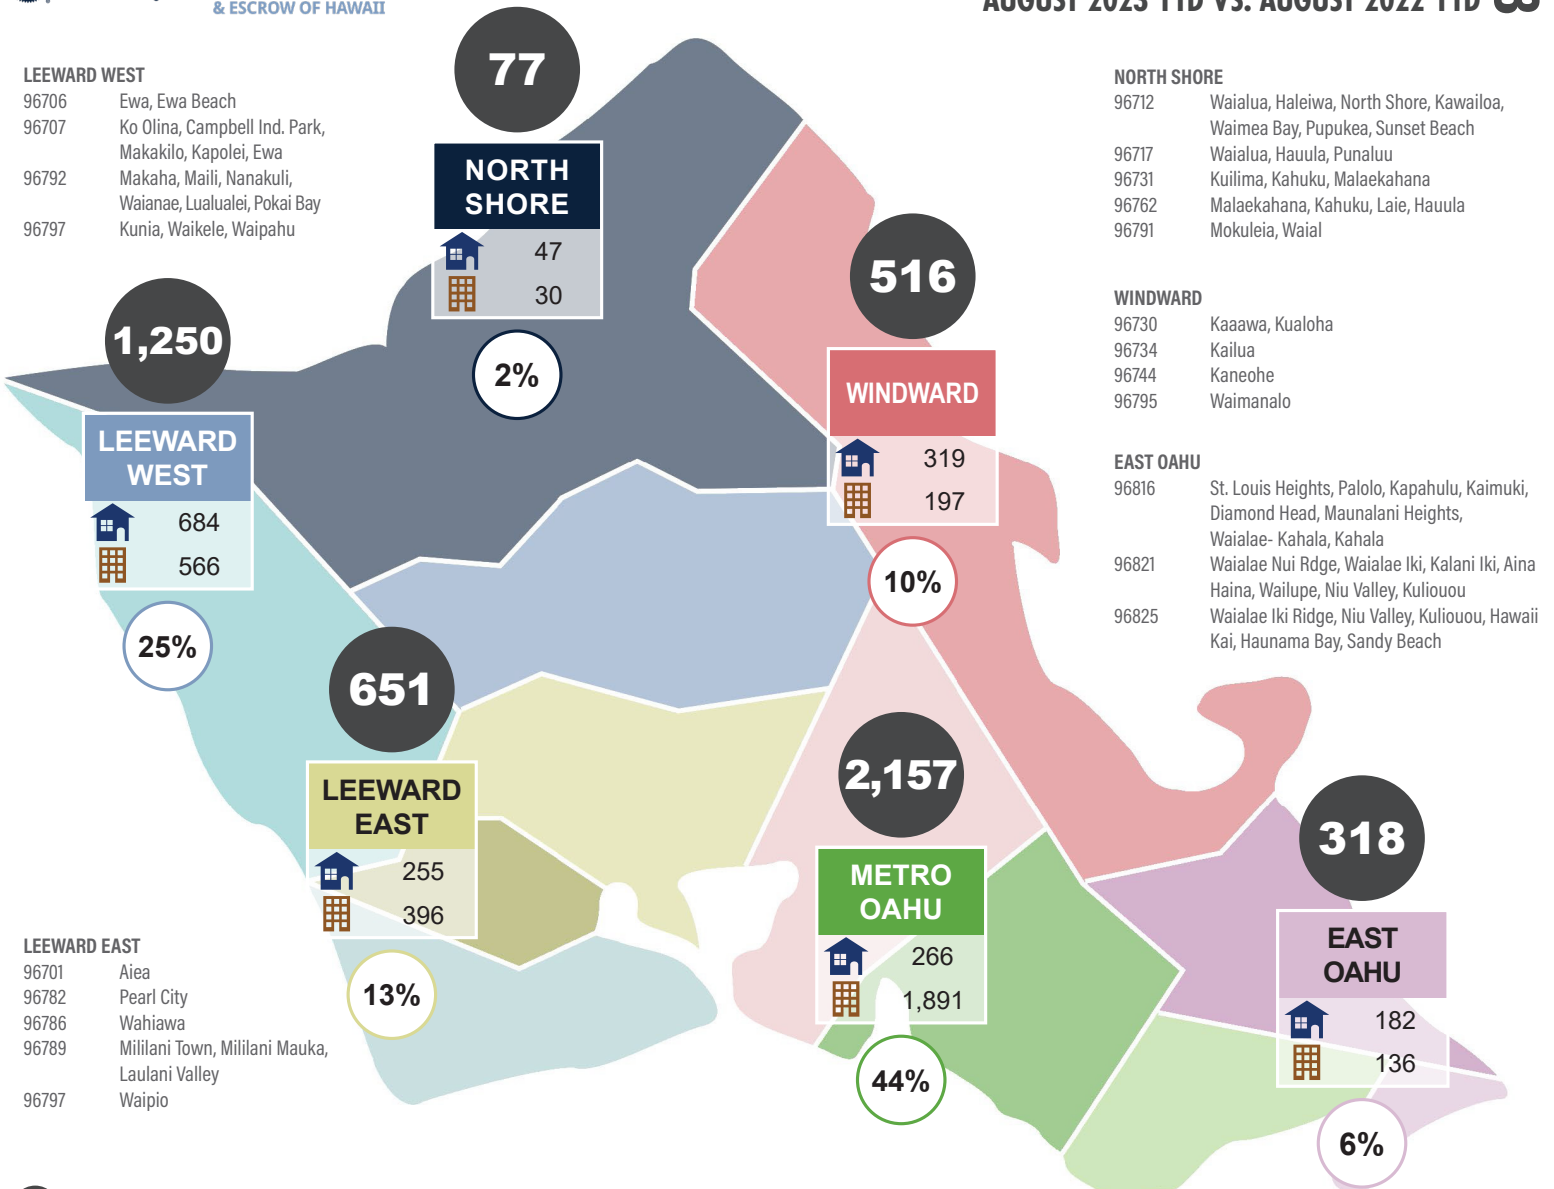 & ESCROW OF HAWAII
AUGUST 2023 YTD VS. AUGUST 2022 YTD
LEEWARD WEST
96706 Ewa, Ewa Beach
96707 Ko Olina, Campbell Ind. Park,
Makakilo, Kapolei, Ewa
96792 Makaha, Maili, Nanakuli,
Waianae, Lualualei, Pokai Bay
96797 Kunia, Waikele, Waipahu
77
NORTH
SHORE
47
30
2%
NORTH SHORE
96712 Waialua, Haleiwa, North Shore, Kawailoa,
Waimea Bay, Pupukea, Sunset Beach
96717 Waialua, Hauula, Punaluu
96731 Kuilima, Kahuku, Malaekahana
96762 Malaekahana, Kahuku, Laie, Hauula
96791 Mokuleia, Waial
WINDWARD
96730 Kaaawa, Kualoha
96734 Kailua
96744 Kaneohe
96795 Waimanalo
EAST OAHU
96816 St. Louis Heights, Palolo, Kapahulu, Kaimuki,
Diamond Head, Maunalani Heights,
Waialae- Kahala, Kahala
96821 Waialae Nui Rdge, Waialae Iki, Kalani Iki, Aina
Haina, Wailupe, Niu Valley, Kuliouou
96825 Waialae Iki Ridge, Niu Valley, Kuliouou, Hawaii
Kai, Haunama Bay, Sandy Beach
516
WINDWARD
319
197
10%
1,250
LEEWARD
WEST
684
566
25%
651
LEEWARD
EAST
255
396
13%
2,157
METRO
OAHU
266
1,891
44%
318
EAST
OAHU
182
136
6%
LEEWARD EAST
96701 Aiea
96782 Pearl City
96786 Wahiawa
96789 Mililani Town, Mililani Mauka,
Laulani Valley
96797 Waipio